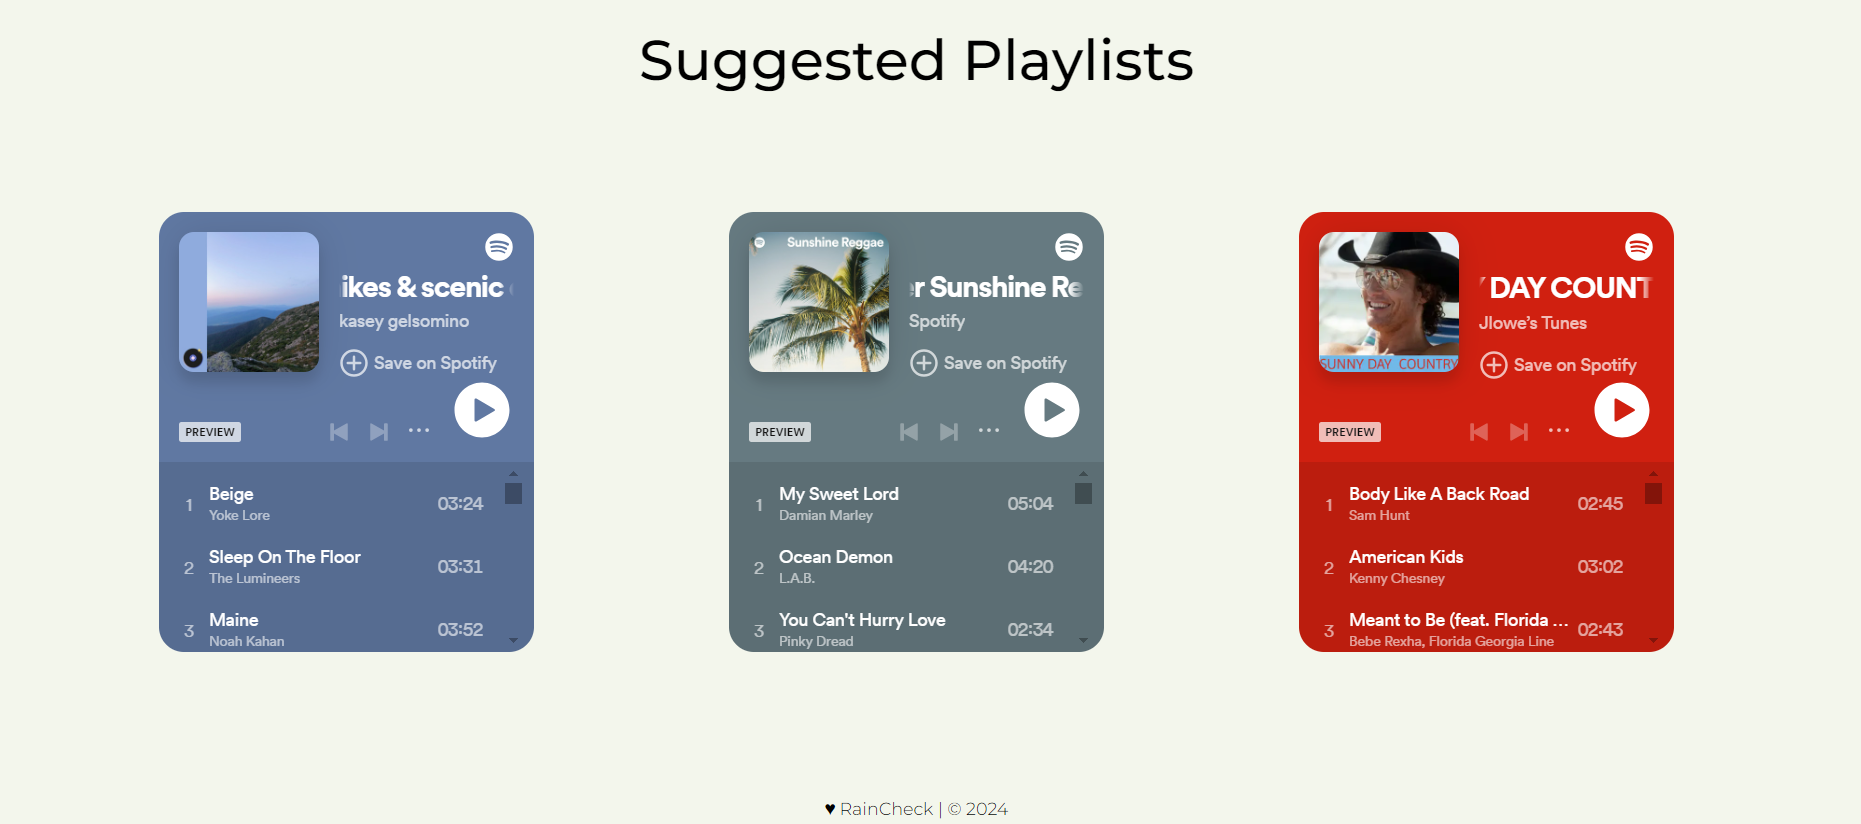 Suggested Playlists
ikes & scenic
kasey gelsomino
Save on Spotify
PREVIEW
1 Beige 03:24
Yoke Lore
2 Sleep On The Floor 03:31
The Lumineers
3 Maine 03:52
Noah Kahan
Sunshine Reggae
er Sunshine Re
Spotify
Save on Spotify
PREVIEW
1 My Sweet Lord 05:04
Damian Marley
2 Ocean Demon 04:20
L.A.B.
3 You Can't Hurry Love 02:34
Pinky Dread
SUNNY DAY COUNTRY
Y DAY COUNT
Jlowe’s Tunes
Save on Spotify
PREVIEW
1 Body Like A Back Road 02:45
Sam Hunt
2 American Kids 03:02
Kenny Chesney
3 Meant to Be (feat. Florida ... 02:43
Bebe Rexha, Florida Georgia Line
♥ RainCheck | © 2024